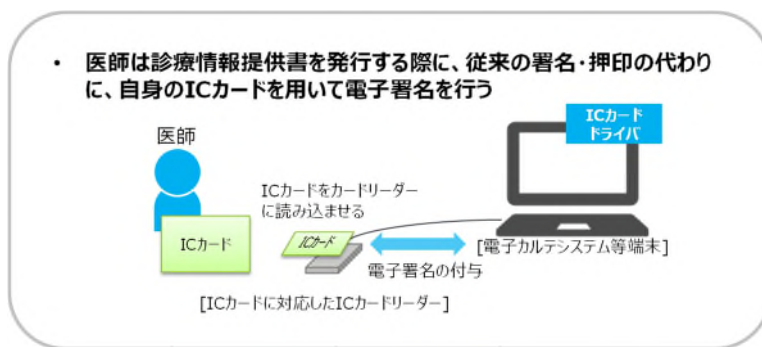 ・ 医師は診療情報提供書を発行する際に、従来の署名・押印の代わり
に、自身のICカードを用いて電子署名を行う
ICカード
ドライバ
医師
ICカードをカードリーダー
に読み込ませる
ICカード
ICカード
[電子カルテシステム等端末]
電子署名の付与
[ICカードに対応したICカードリーダー]